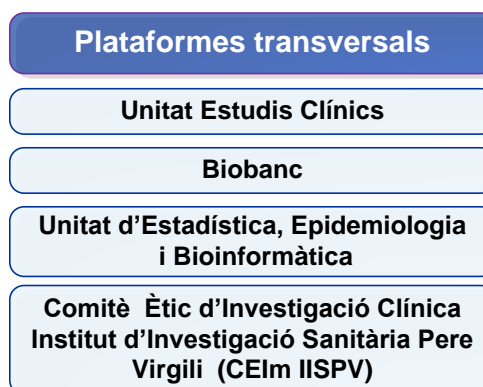 Plataformes transversals
Unitat Estudis Clínics
Biobanc
Unitat d'Estadística, Epidemiologia
i Bioinformàtica
Comitè Ètic d'Investigació Clínica
Institut d'Investigació Sanitària Pere
Virgili (CEIm IISPV)